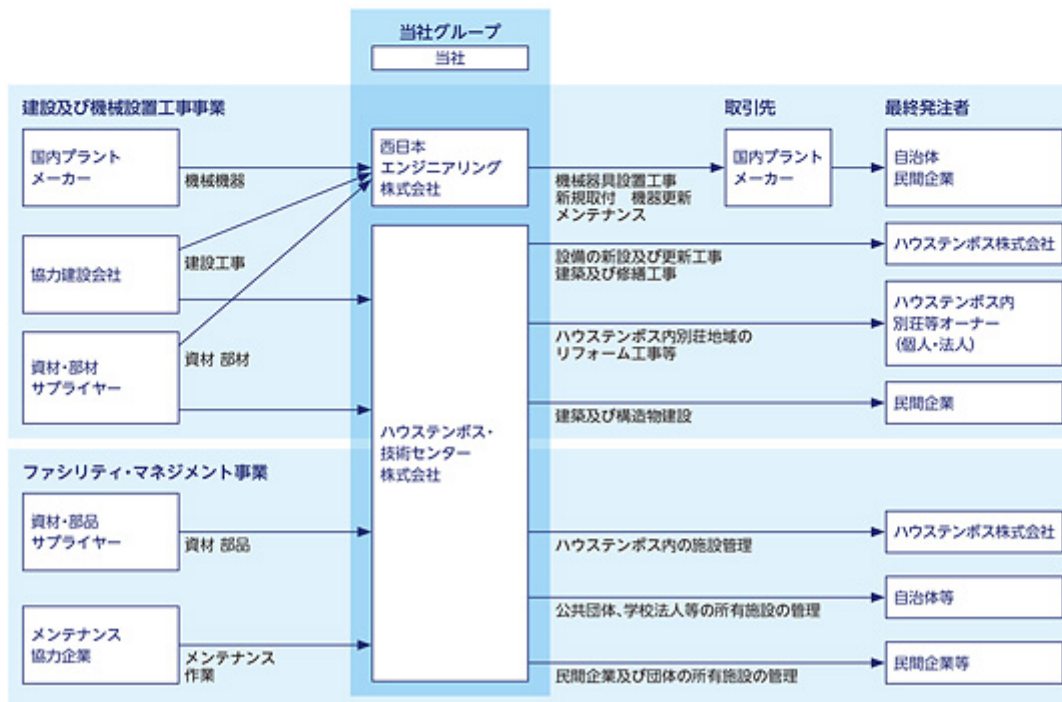 当社グループ
当社
建設及び機械設置工事事業
取引先
最終発注者
国内プラント
メーカー
機械機器
西日本
エンジニアリング
株式会社
機械器具設置工事
新規取付　機器更新
メンテナンス
国内プラント
メーカー
自治体
民間企業
協力建設会社
建設工事
設備の新設及び更新工事
建築及び修繕工事
ハウステンボス株式会社
資材・部材
サプライヤー
資材 部材
ハウステンボス内別荘地域の
リフォーム工事等
ハウステンボス内
別荘等オーナー
(個人・法人)
建築及び構造物建設
民間企業
ハウステンボス・
技術センター
株式会社
ファシリティ・マネジメント事業
資材・部品
サプライヤー
資材 部品
ハウステンボス内の施設管理
ハウステンボス株式会社
公共団体、学校法人等の所有施設の管理
自治体等
メンテナンス
協力企業
メンテナンス
作業
民間企業及び団体の所有施設の管理
民間企業等